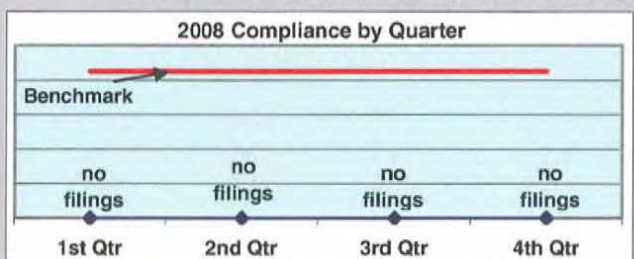 2008 Compliance by Quarter
Benchmark
no filings
no filings
no filings
no filings
1st Qtr 2nd Qtr 3rd Qtr 4th Qtr